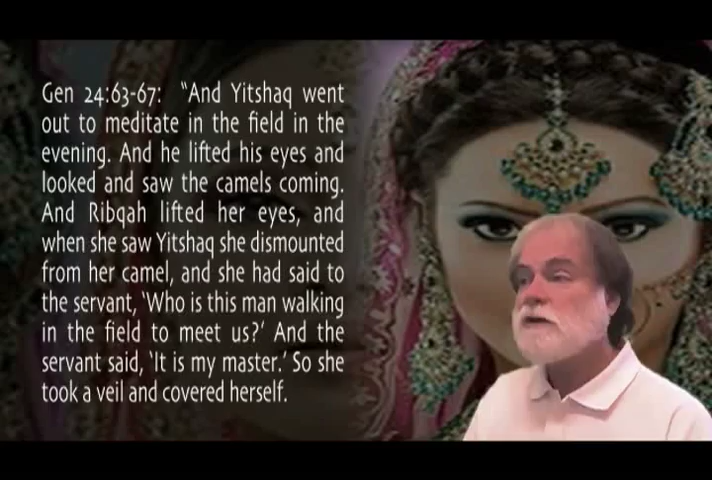 Gen 24:63-67: "And Yitshaq went
out to meditate in the field in the
evening. And he lifted his eyes and
looked and saw the camels coming.
And Ribqah lifted her eyes, and
when she saw Yitshaq she dismounted
from her camel, and she had said to
the servant, 'Who is this man walking
in the field to meet us?' And the
servant said, 'It is my master.' So she
took a veil and covered herself.